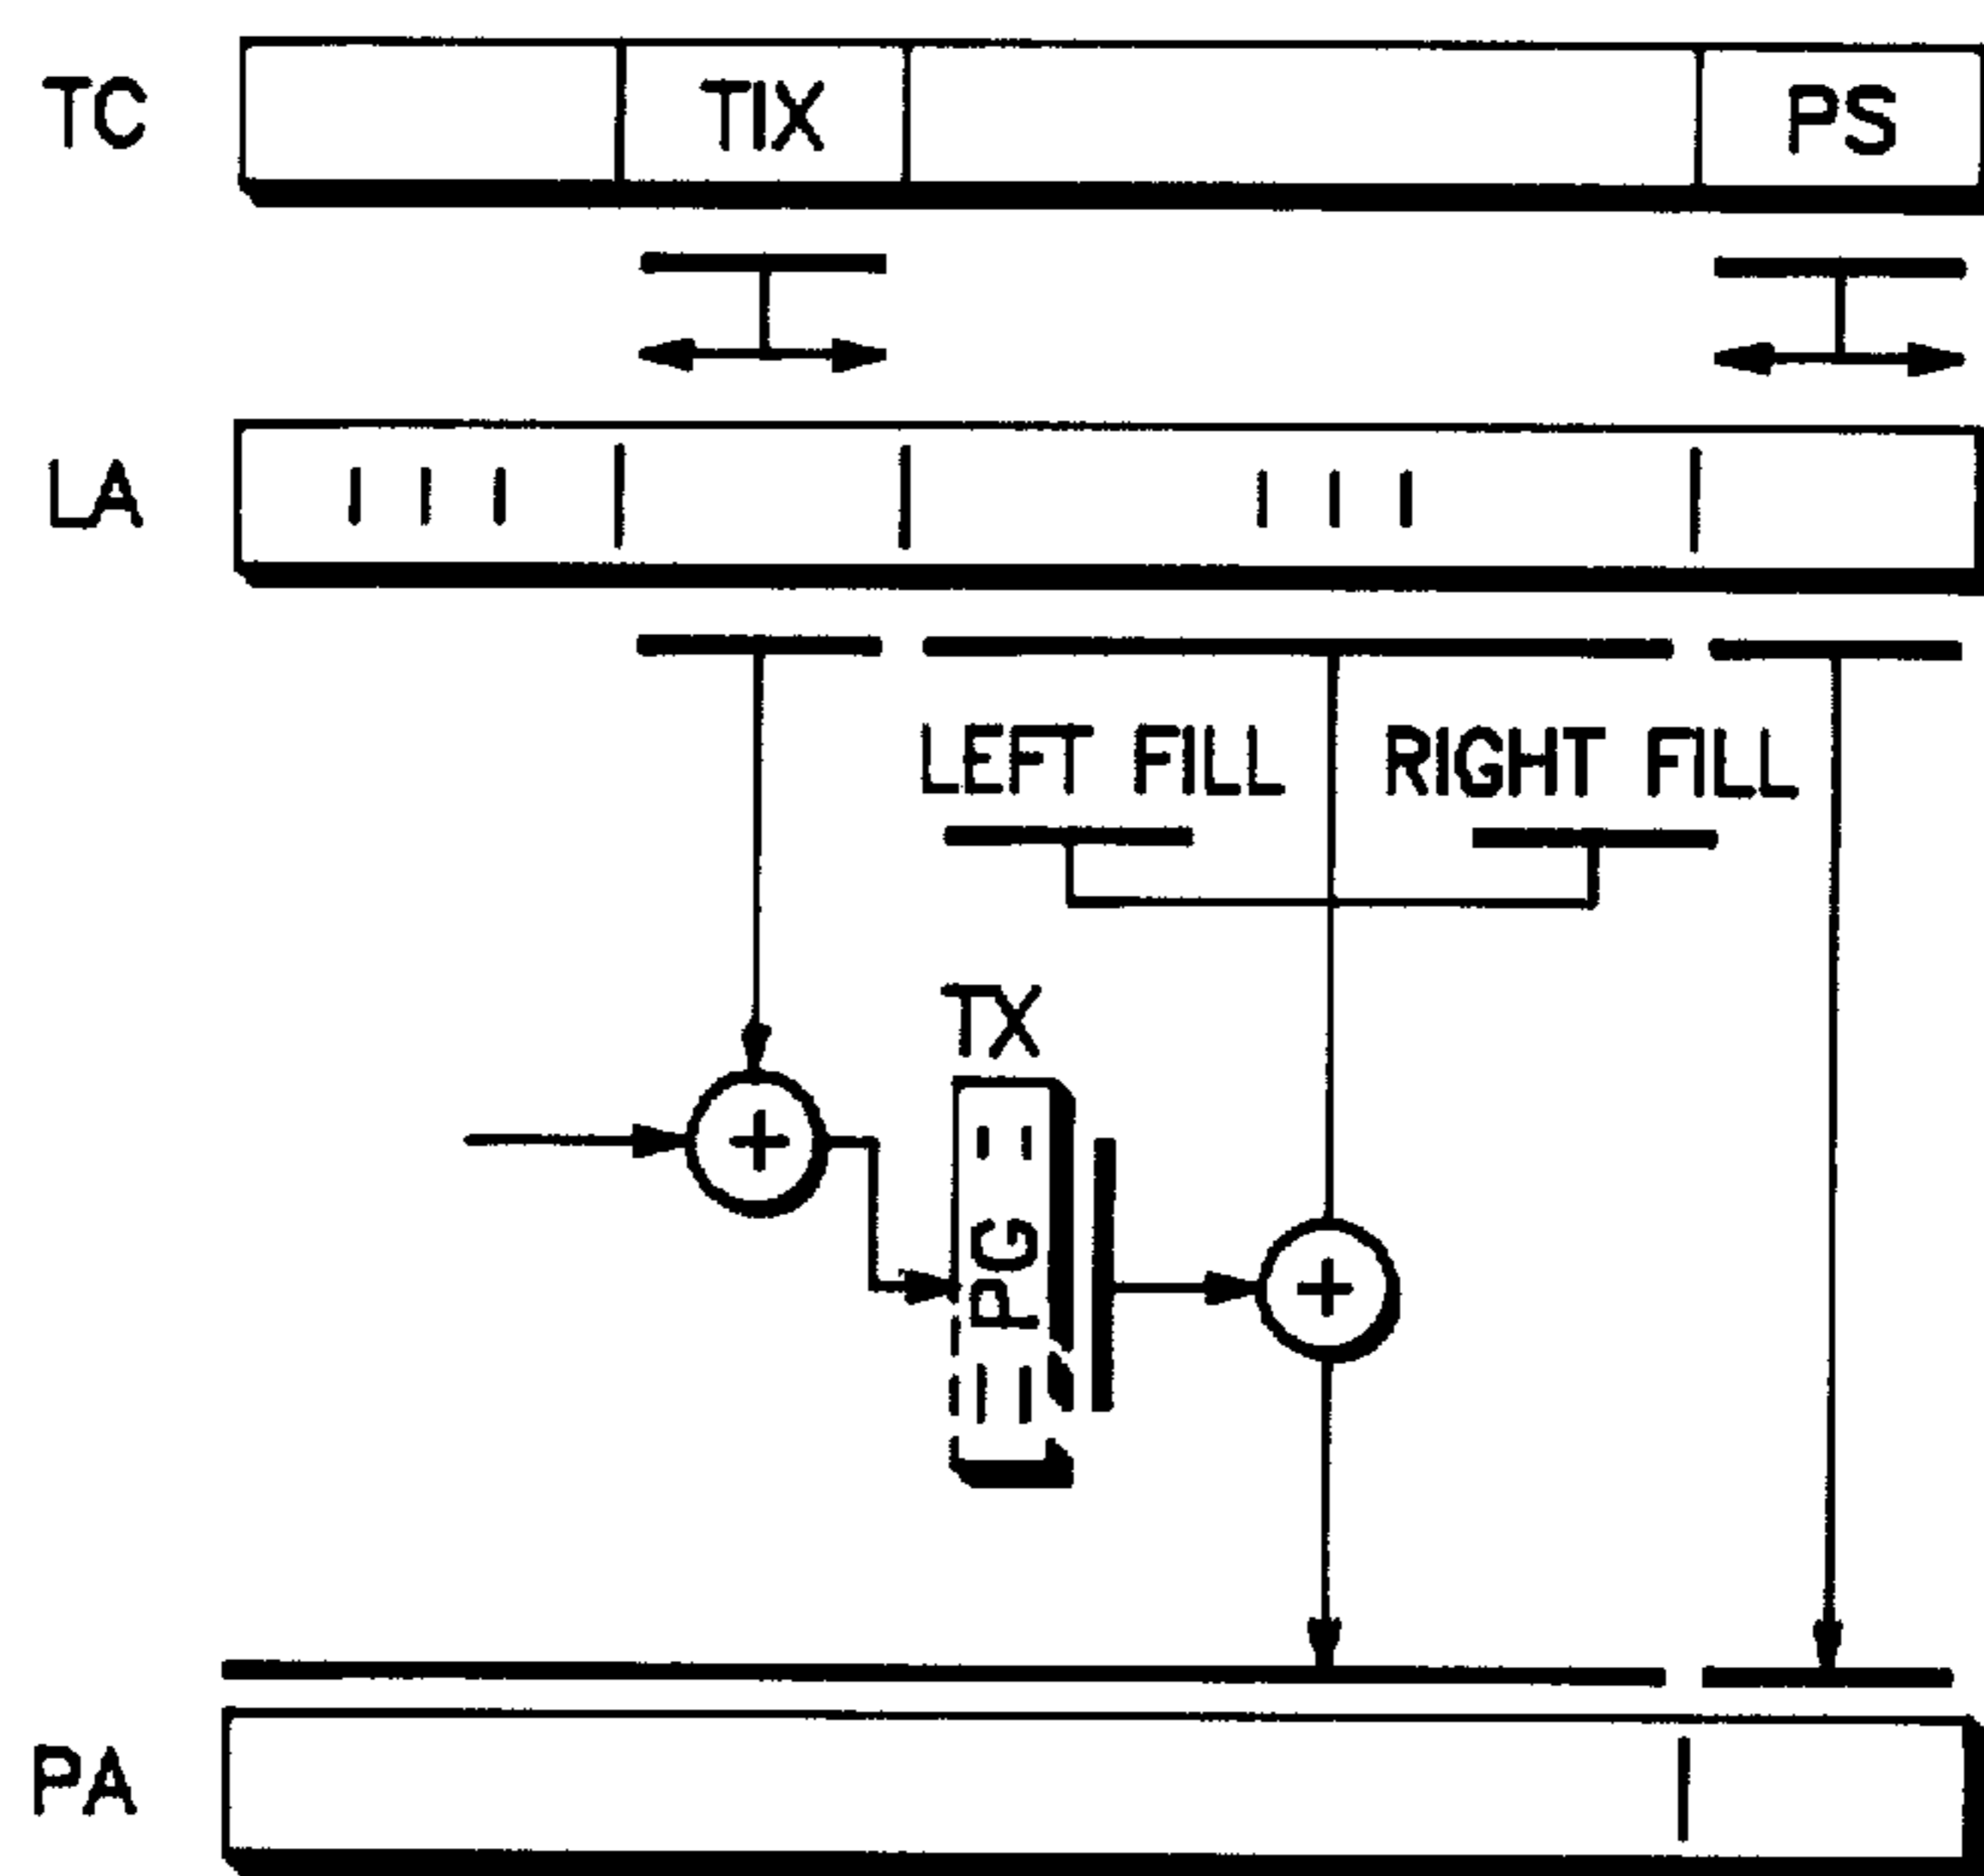 TC TIX PS
LA
LEFT FILL RIGHT FILL
TX
+
PG
+
PA